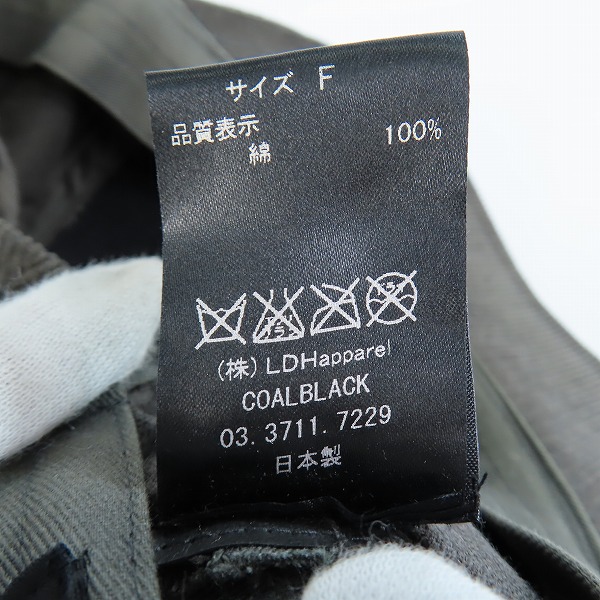 サイズ F
品質表示
綿 100%
(株)LDHapparel
COALBLACK
03.3711.7229
日本製